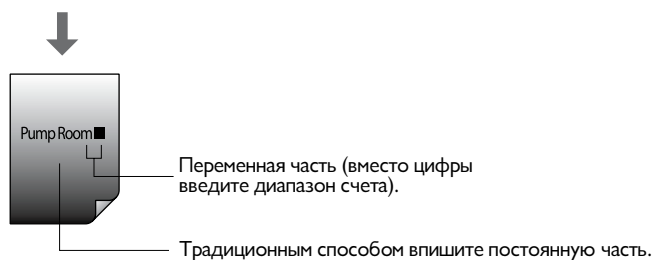 Pump Room■
Переменная часть (вместо цифры
введите диапазон счета).
Традиционным способом впишите постоянную часть.